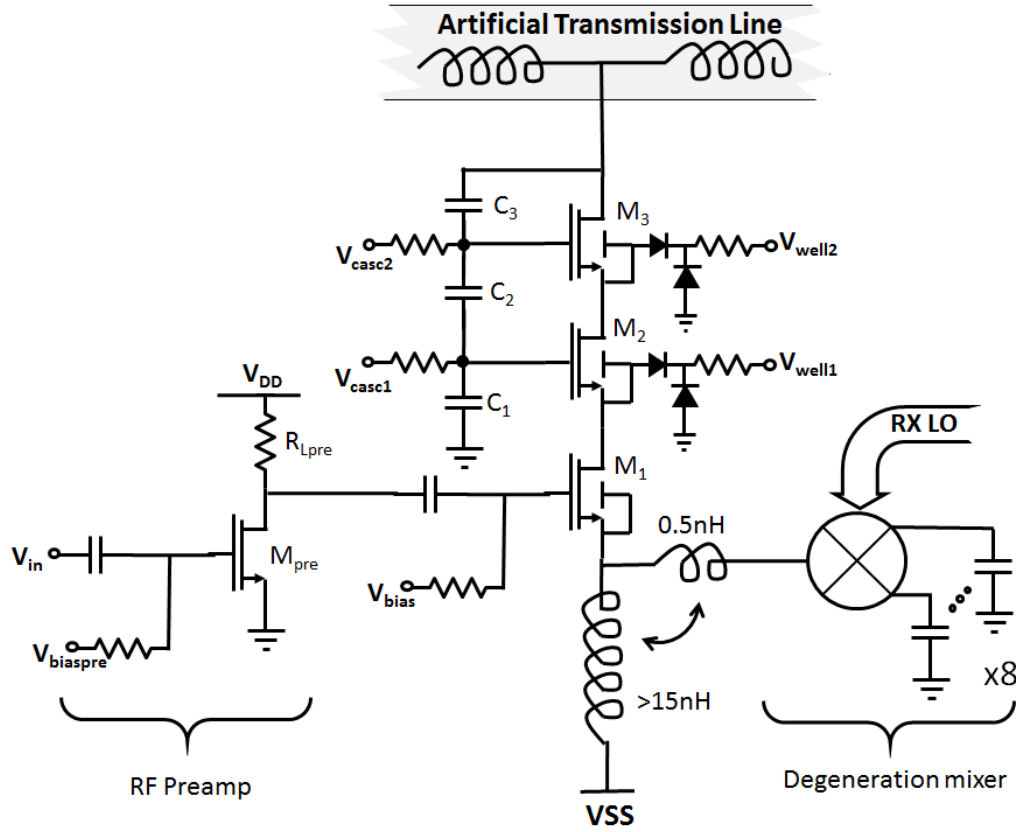 Artificial Transmission Line
C3
M3
Vcasc2
Vwell2
C2
M2
Vcasc1
Vwell1
VDD
C1
RX LO
RLpre
M1
0.5nH
Vin
Mpre
Vbias
Vbiaspre
>15nH
x8
RF Preamp
Degeneration mixer
VSS